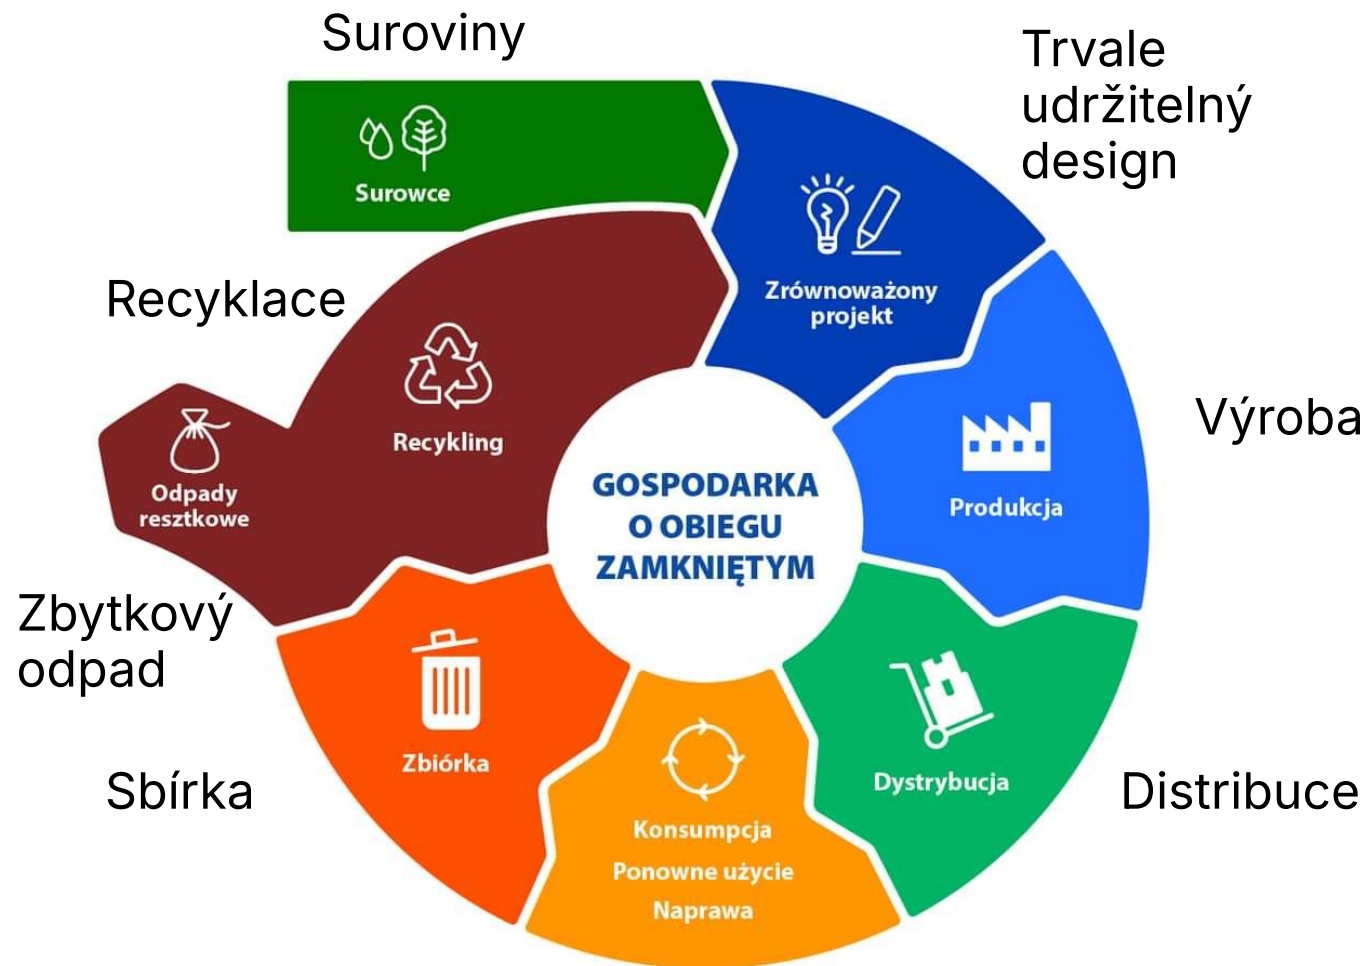 Suroviny
Trvale
udržitelný
design
Surowce
Zrównoważony
projekt
Recyklace
Recykling
Výroba
Produkcja
Odpady
resztkowe
GOSPODARKA
O OBIEGU
ZAMKNIĘTYM
Zbytkový
odpad
Zbiórka
Sbírka
Dystrybucja
Distribuce
Konsumpcja
Ponowne użycie
Naprawa